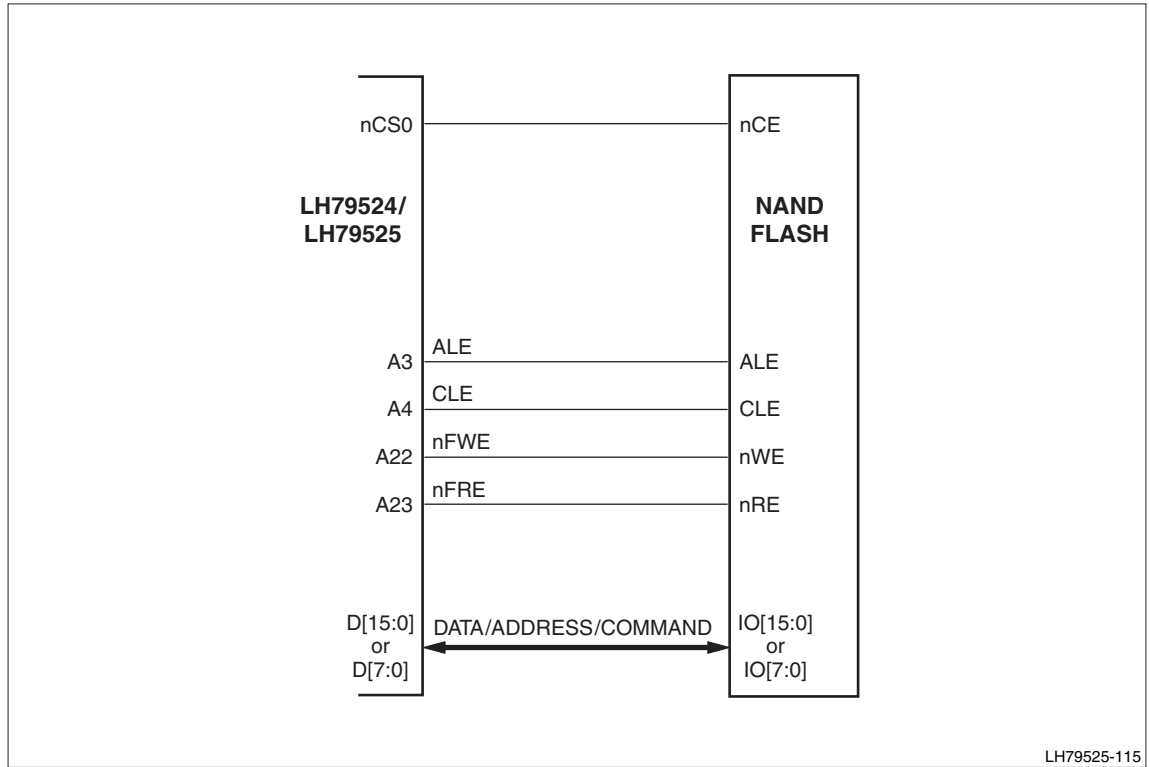 nCS0
nCE
LH79524/
LH79525
NAND
FLASH
A3
ALE
ALE
A4
CLE
CLE
A22
nFWE
nWE
A23
nFRE
nRE
D[15:0]
or
D[7:0]
DATA/ADDRESS/COMMAND
IO[15:0]
or
IO[7:0]
LH79525-115